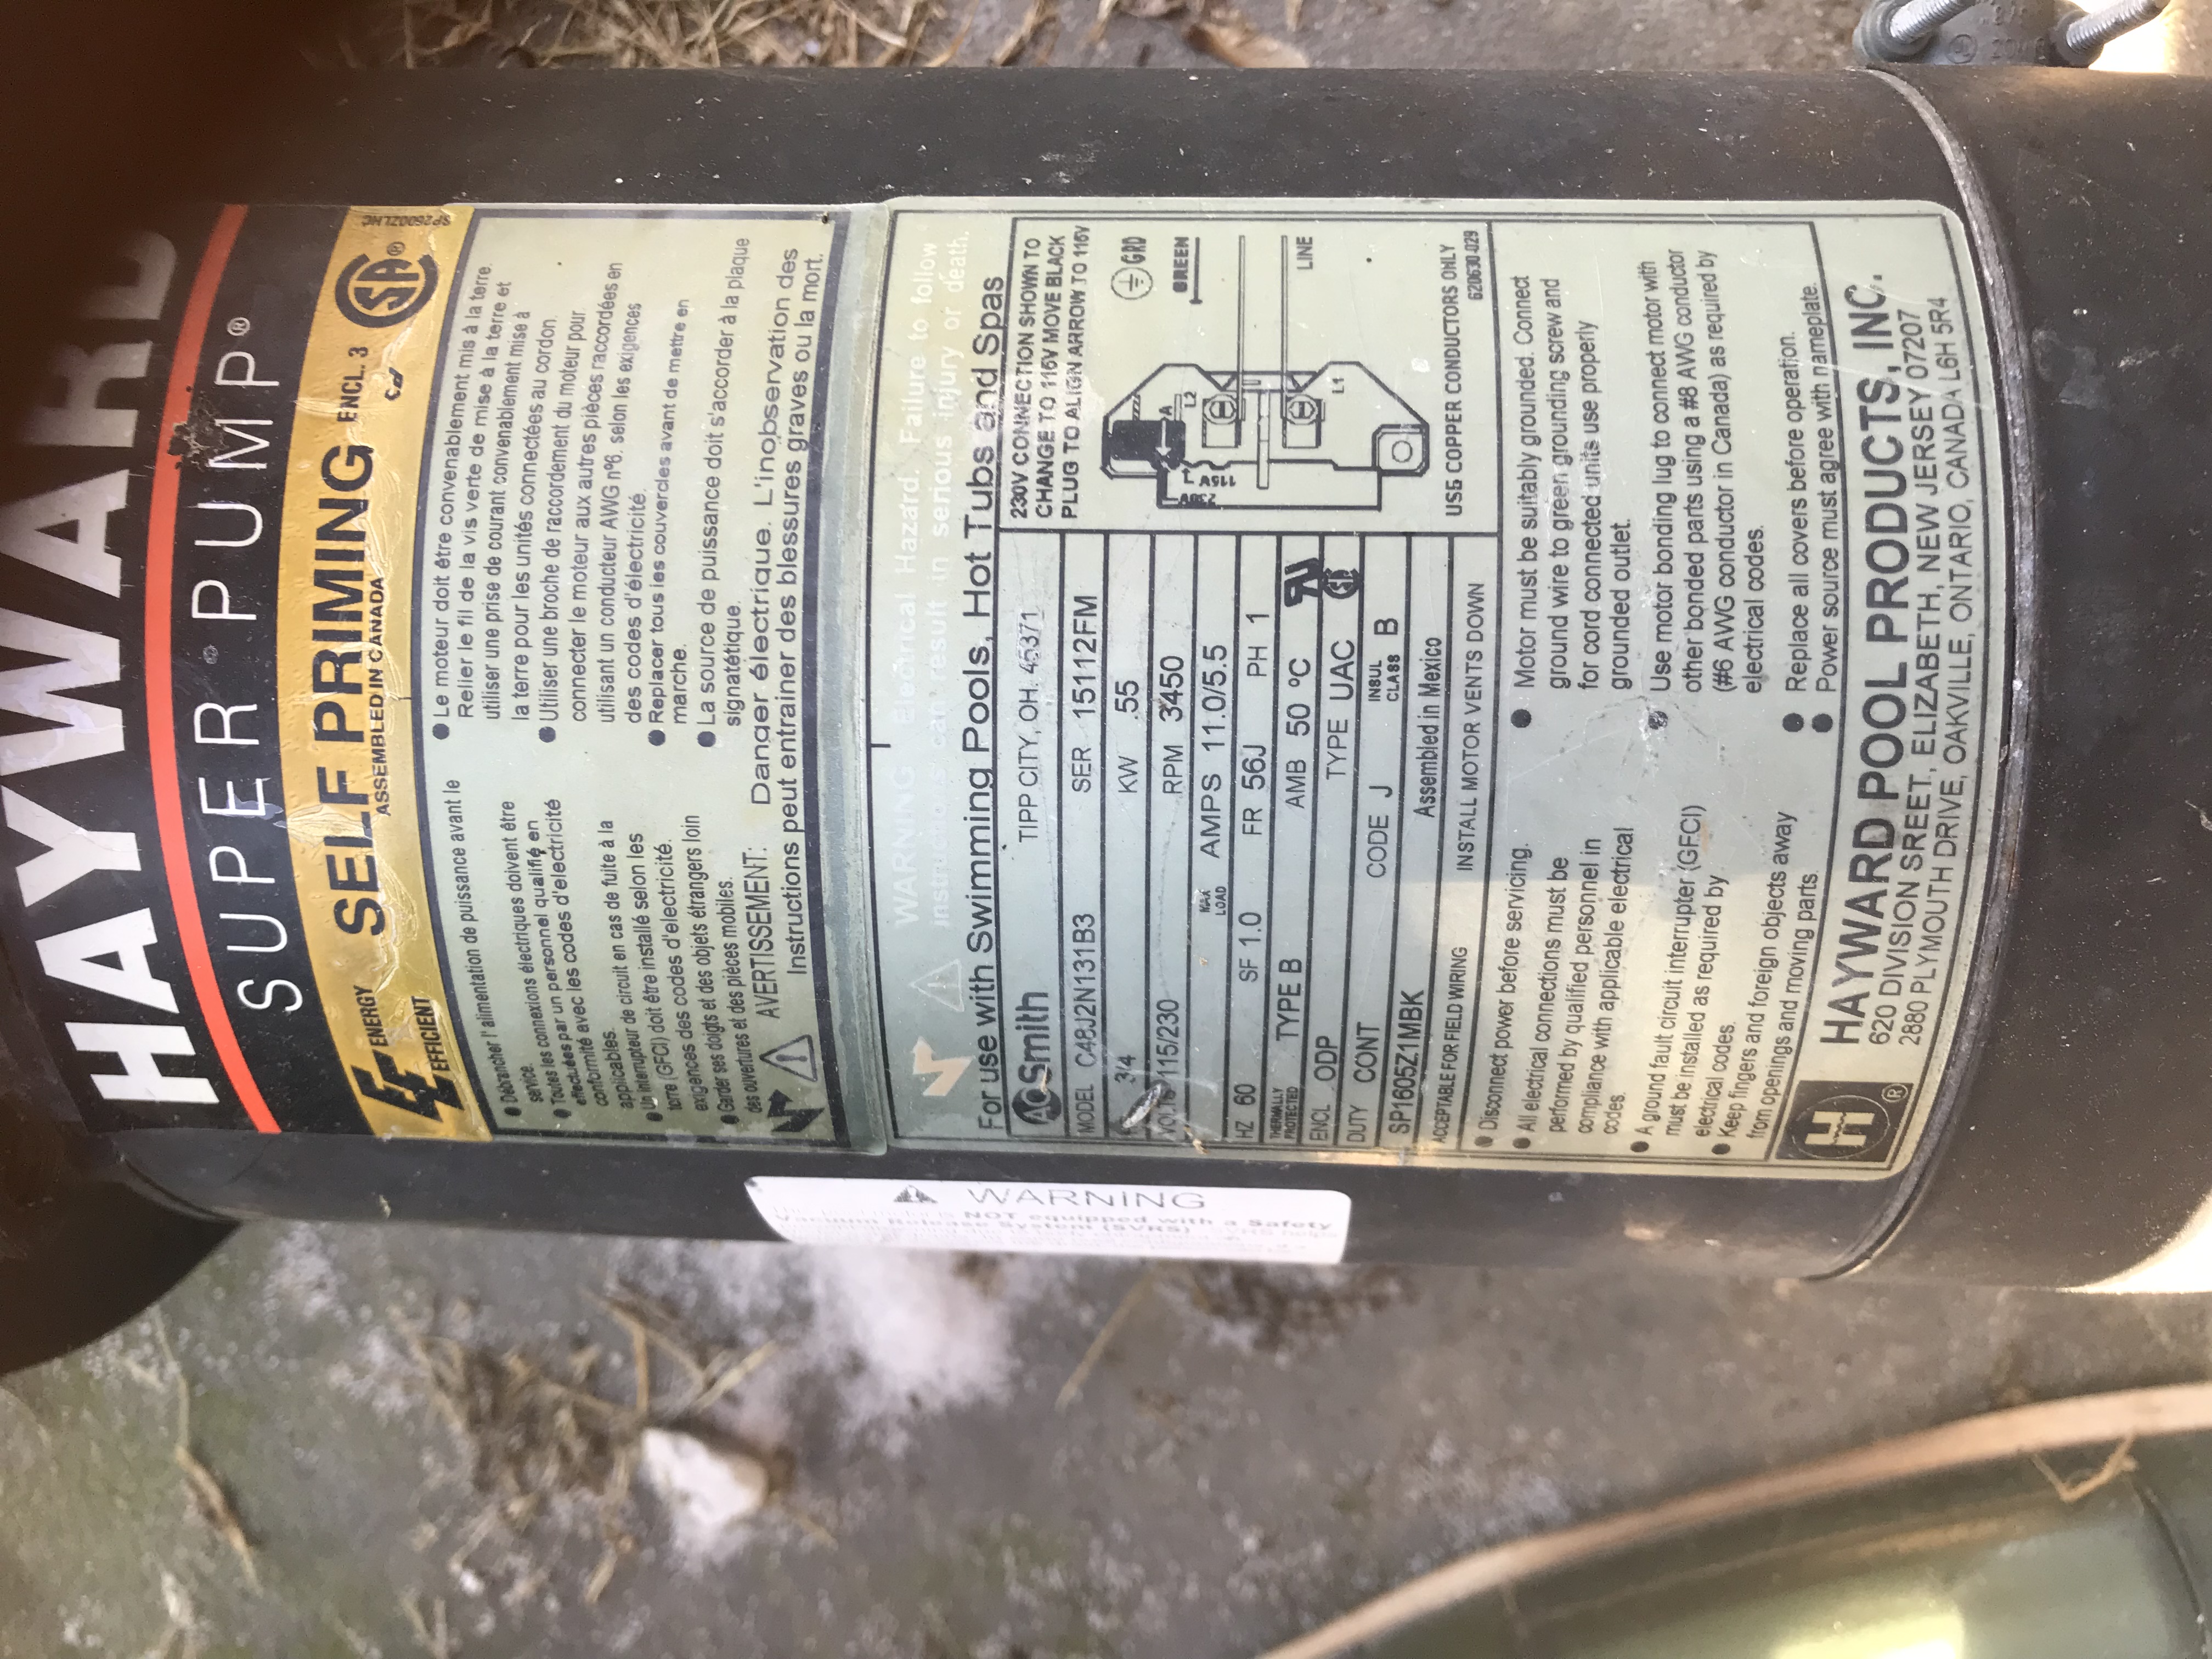 HAYWARD
SUPER PUMP®
ENERGY
EFFICIENT
SELF PRIMING ENCL. 3
ASSEMBLED IN CANADA
SA®
SP2600ZLHC
● Débrancher l'alimentation de puissance avant le
service.
● Toutes les connexions électriques doivent être
effectuées par un personnel qualifié en
conformité avec les codes d'electricité
applicables.
● Un interrupteur de circuit en cas de fuite à la
terre (GFCI) doit être installé selon les
exigences des codes d'electricité.
● Garder ses doigts et des objets étrangers loin
des ouvertures et des pièces mobiles.
● Le moteur doit être convenablement mis à la terre.
Relier le fil de la vis verte de mise à la terre et
utiliser une prise de courant convenablement mise à
la terre pour les unités connectées au cordon.
● Utiliser une broche de raccordement du moteur pour
connecter le moteur aux autres pièces raccordées en
utilisant un conducteur AWG nº6. selon les exigences
des codes d'électricité.
● Replacer tous les couvercles avant de mettre en
marche.
● La source de puissance doit s'accorder à la plaque
signatétique.
AVERTISSEMENT: Danger électrique. L'inobservation des
Instructions peut entrainer des blessures graves ou la mort.
WARNING Electrical Hazard. Failure to follow
instructions can result in serious injury or death.
For use with Swimming Pools, Hot Tubs and Spas
AO Smith TIPP CITY, OH. 45371
MODEL C48J2N131B3 SER 15112FM
3/4 KW .55
VOLTS 115/230 RPM 3450
HZ 60 SF 1.0 MAX LOAD AMPS 11.0/5.5
THERMALLY PROTECTED TYPE B FR 56J PH 1
ENCL ODP AMB 50 °C
DUTY CONT TYPE UAC
SP1605Z1MBK CODE J INSUL CLASS B
ACCEPTABLE FOR FIELD WIRING Assembled in Mexico
INSTALL MOTOR VENTS DOWN
230V CONNECTION SHOWN TO
CHANGE TO 115V MOVE BLACK
PLUG TO ALIGN ARROW TO 115V
GRD
GREEN
A
L2
115V
230V
L1
LINE
USE COPPER CONDUCTORS ONLY
620630-029
● Disconnect power before servicing.
● All electrical connections must be
performed by qualified personnel in
compliance with applicable electrical
codes.
● A ground fault circuit interrupter (GFCI)
must be installed as required by
electrical codes.
● Keep fingers and foreign objects away
from openings and moving parts.
● Motor must be suitably grounded. Connect
ground wire to green grounding screw and
for cord connected units use properly
grounded outlet.
● Use motor bonding lug to connect motor with
other bonded parts using a #8 AWG conductor
(#6 AWG conductor in Canada) as required by
electrical codes.
● Replace all covers before operation.
● Power source must agree with nameplate.
H®
HAYWARD POOL PRODUCTS, INC.
620 DIVISION SREET, ELIZABETH, NEW JERSEY 07207
2880 PLYMOUTH DRIVE, OAKVILLE, ONTARIO, CANADA L6H 5R4
WARNING
NOT equipped with a Safety
Vacuum Release System (SVRS)